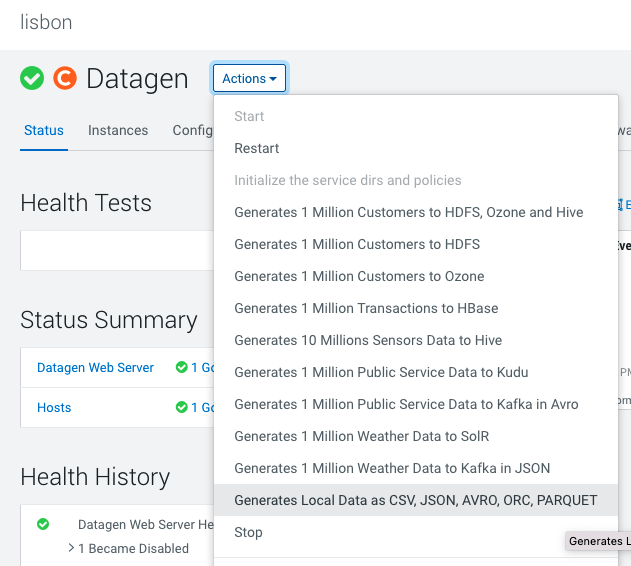 lisbon
Datagen
Actions
Status
Instances
Config
Start
Restart
Initialize the service dirs and policies
Generates 1 Million Customers to HDFS, Ozone and Hive
Generates 1 Million Customers to HDFS
Generates 1 Million Customers to Ozone
Generates 1 Million Transactions to HBase
Generates 10 Millions Sensors Data to Hive
Generates 1 Million Public Service Data to Kudu
Generates 1 Million Public Service Data to Kafka in Avro
Generates 1 Million Weather Data to SolR
Generates 1 Million Weather Data to Kafka in JSON
Generates Local Data as CSV, JSON, AVRO, ORC, PARQUET
Stop
Generates L
Health Tests
Status Summary
Datagen Web Server
1 Go
Hosts
1 Go
Health History
Datagen Web Server He
1 Became Disabled
PM